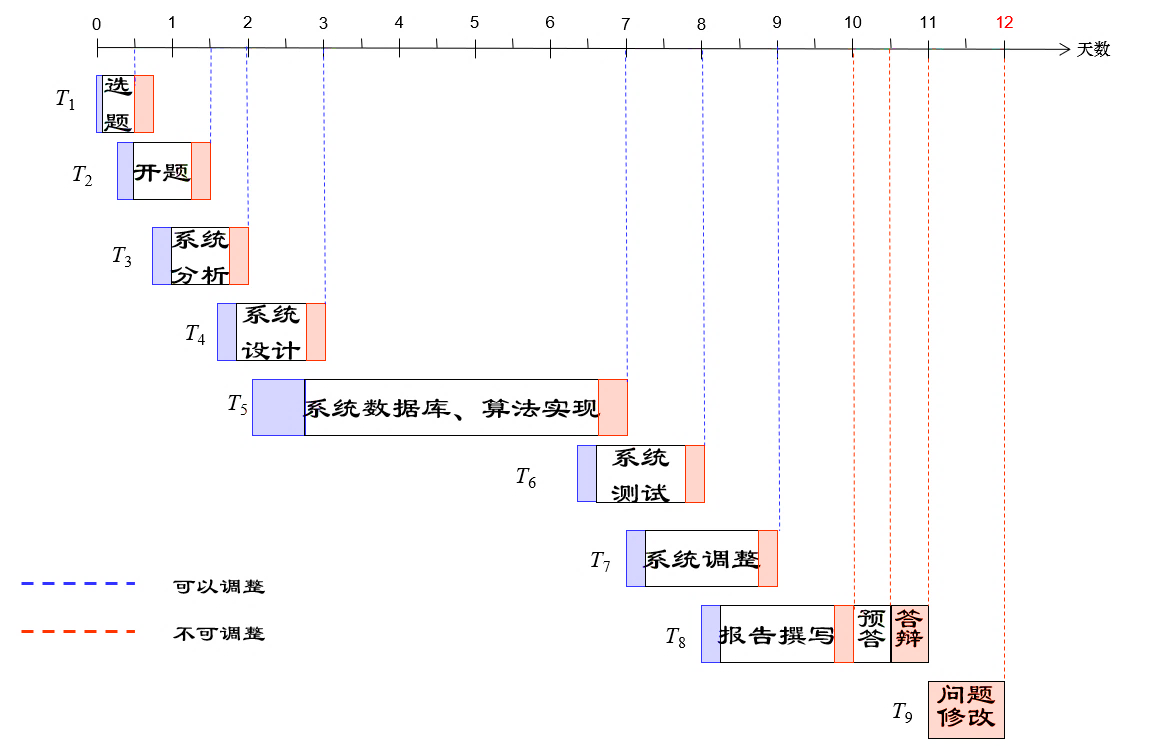 0 1 2 3 4 5 6 7 8 9 10 11 12
天数
T1
选
题
T2
开题
T3
系统
分析
T4
系统
设计
T5
系统数据库、算法实现
T6
系统
测试
T7
系统调整
可以调整
不可调整
T8
报告撰写
预
答
答
辩
T9
问题
修改